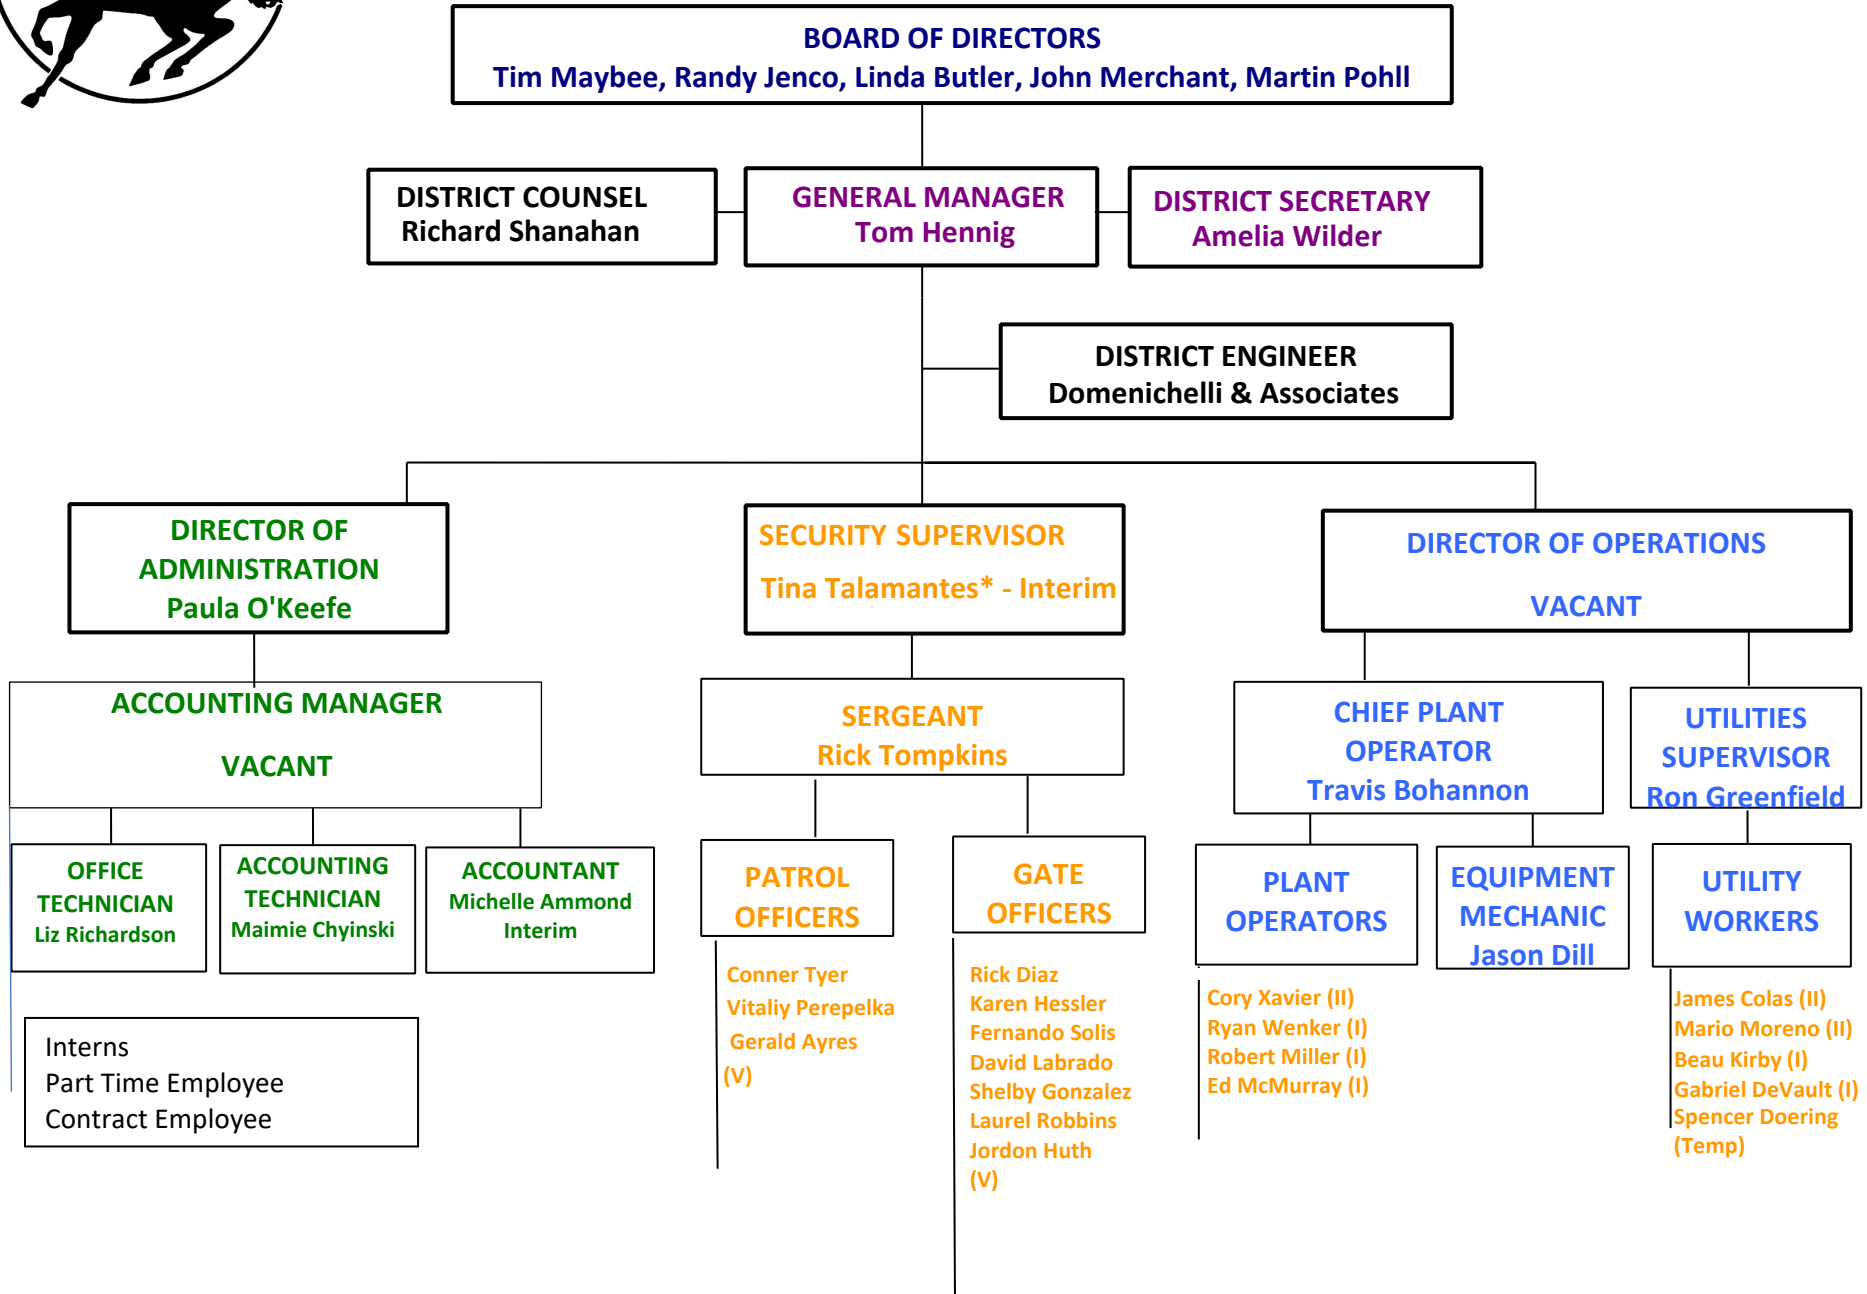 BOARD OF DIRECTORS
Tim Maybee, Randy Jenco, Linda Butler, John Merchant, Martin Pohll
DISTRICT COUNSEL
Richard Shanahan
GENERAL MANAGER
Tom Hennig
DISTRICT SECRETARY
Amelia Wilder
DISTRICT ENGINEER
Domenichelli & Associates
DIRECTOR OF
ADMINISTRATION
Paula O'Keefe
SECURITY SUPERVISOR
Tina Talamantes* - Interim
DIRECTOR OF OPERATIONS
VACANT
ACCOUNTING MANAGER
VACANT
SERGEANT
Rick Tompkins
CHIEF PLANT
OPERATOR
Travis Bohannon
UTILITIES
SUPERVISOR
Ron Greenfield
OFFICE
TECHNICIAN
Liz Richardson
ACCOUNTING
TECHNICIAN
Maimie Chyinski
ACCOUNTANT
Michelle Ammond
Interim
PATROL
OFFICERS
GATE
OFFICERS
PLANT
OPERATORS
EQUIPMENT
MECHANIC
Jason Dill
UTILITY
WORKERS
Conner Tyer
Vitaliy Perepelka
Gerald Ayres
(V)
Rick Diaz
Karen Hessler
Fernando Solis
David Labrado
Shelby Gonzalez
Laurel Robbins
Jordon Huth
(V)
Cory Xavier (II)
Ryan Wenker (I)
Robert Miller (I)
Ed McMurray (I)
James Colas (II)
Mario Moreno (II)
Beau Kirby (I)
Gabriel DeVault (I)
Spencer Doering
(Temp)
Interns
Part Time Employee
Contract Employee